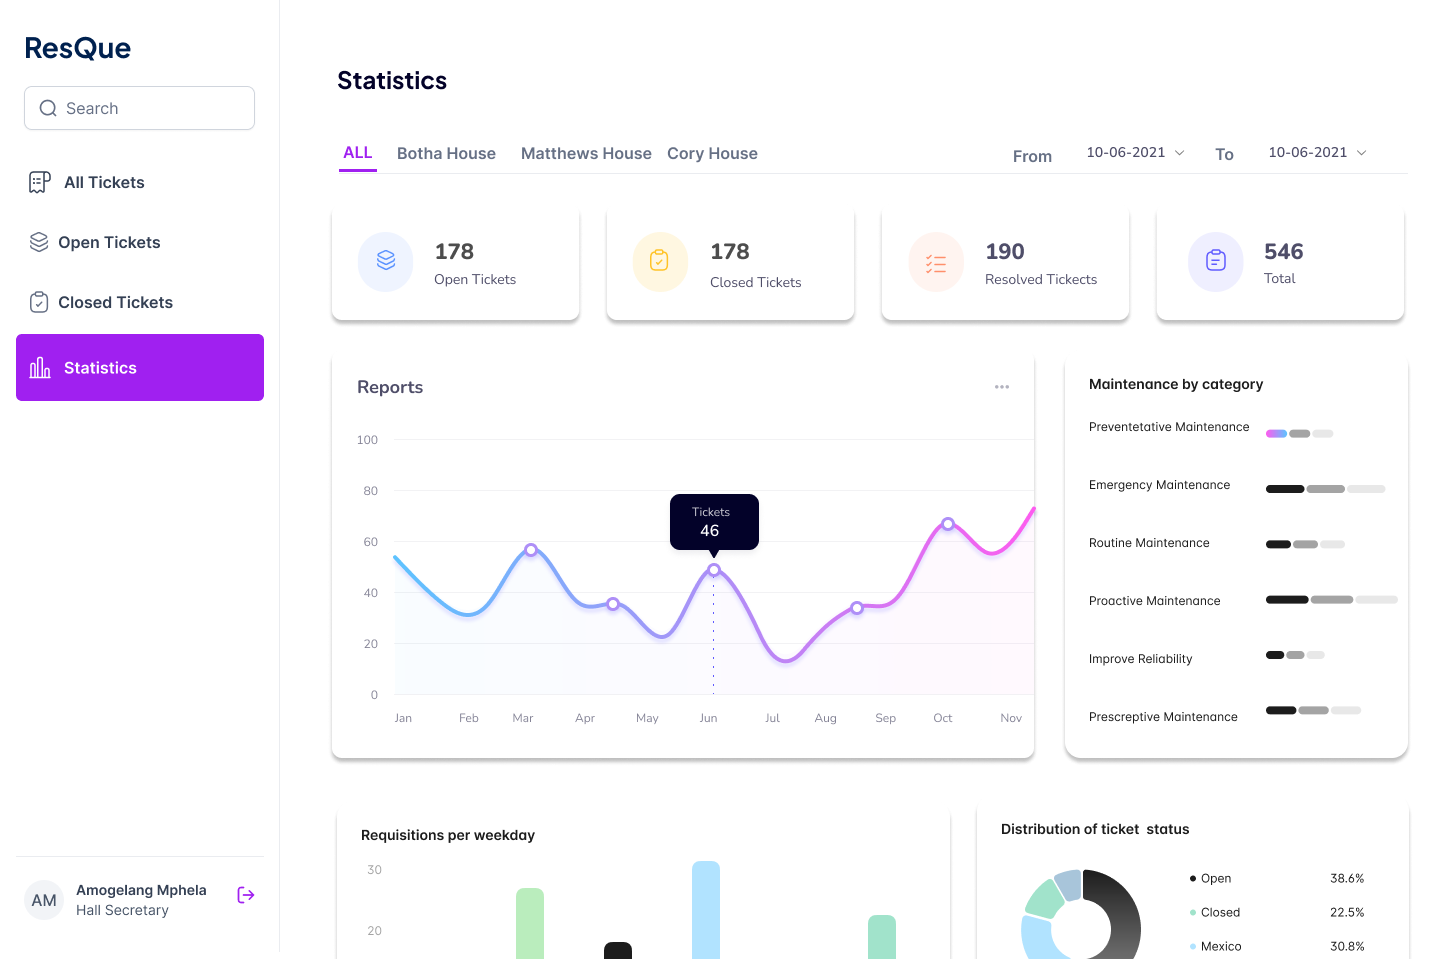 ResQue
Search
All Tickets
Open Tickets
Closed Tickets
Statistics
AM
Amogelang Mphela
Hall Secretary
Statistics
ALL Botha House Matthews House Cory House From 10-06-2021 To 10-06-2021
178
Open Tickets
178
Closed Tickets
190
Resolved Tickects
546
Total
Reports
100
80
60
40
20
0
Tickets
46
Jan Feb Mar Apr May Jun Jul Aug Sep Oct Nov
Maintenance by category
Preventetative Maintenance
Emergency Maintenance
Routine Maintenance
Proactive Maintenance
Improve Reliability
Prescreptive Maintenance
Requisitions per weekday
30
20
Distribution of ticket status
Open 38.6%
Closed 22.5%
Mexico 30.8%